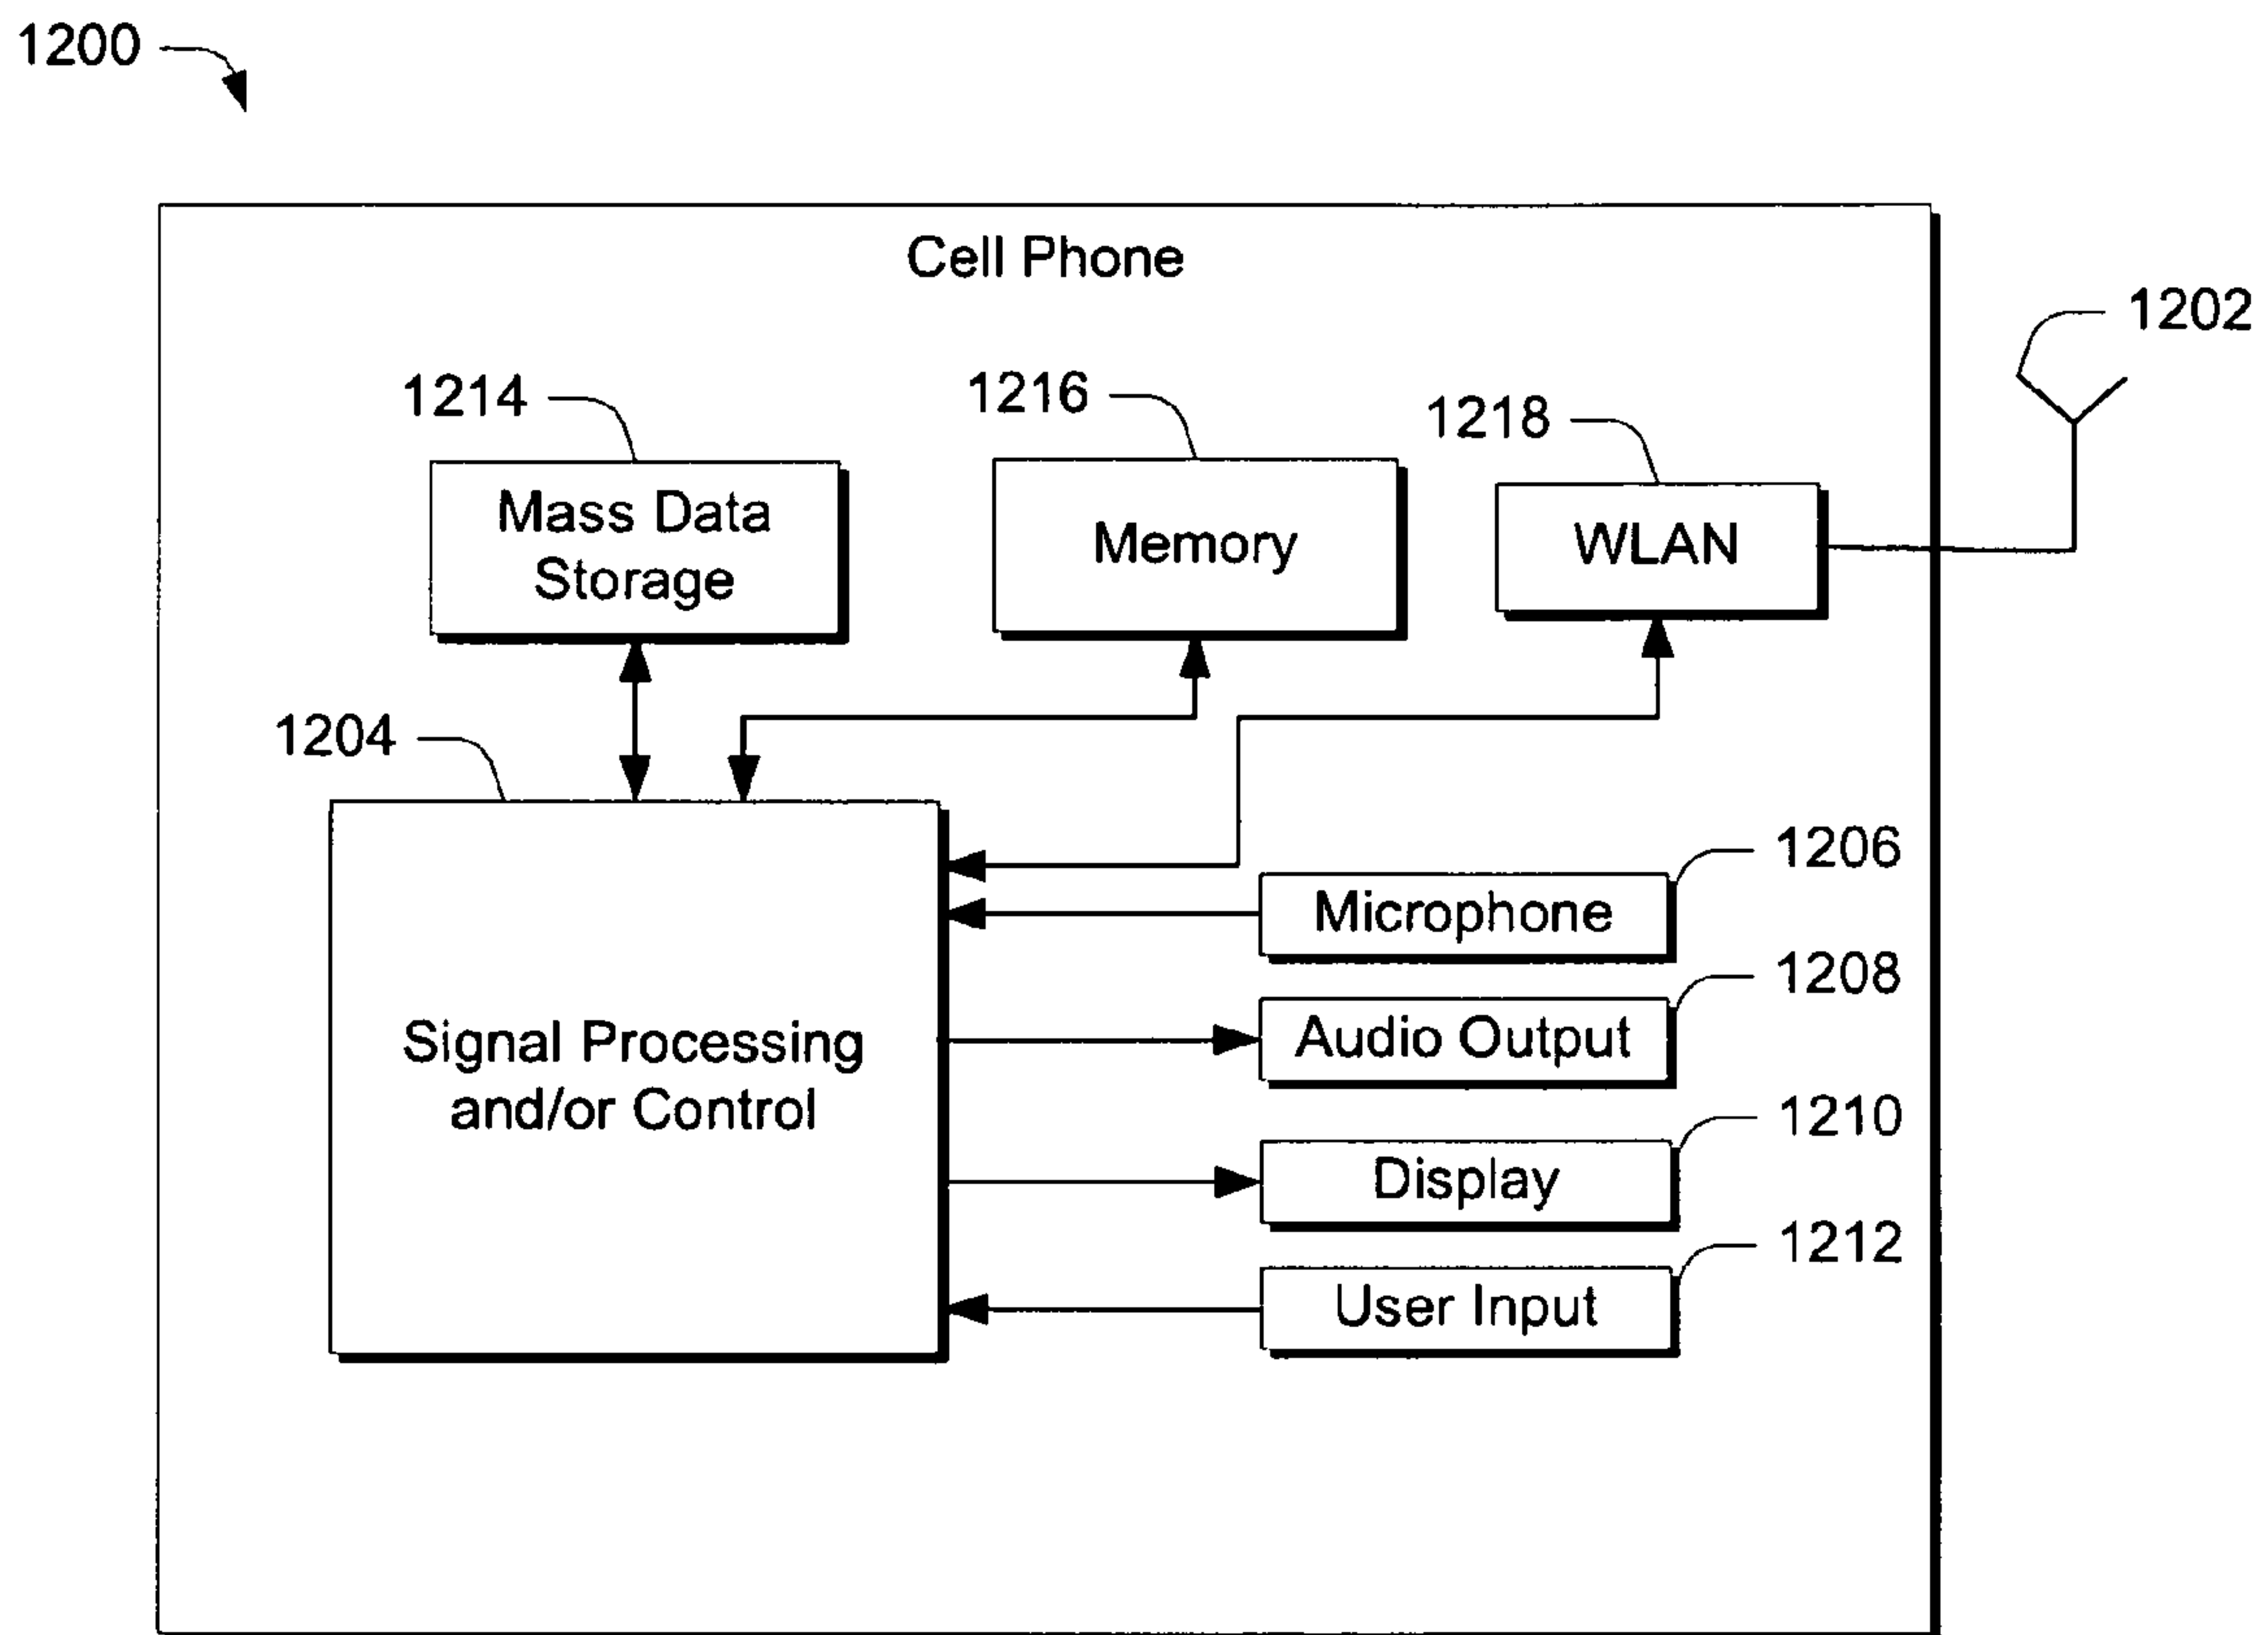 1200
Cell Phone
1202
1214
1216
1218
Mass Data
Storage
Memory
WLAN
1204
1206
Microphone
1208
Audio Output
Signal Processing
and/or Control
1210
Display
1212
User Input